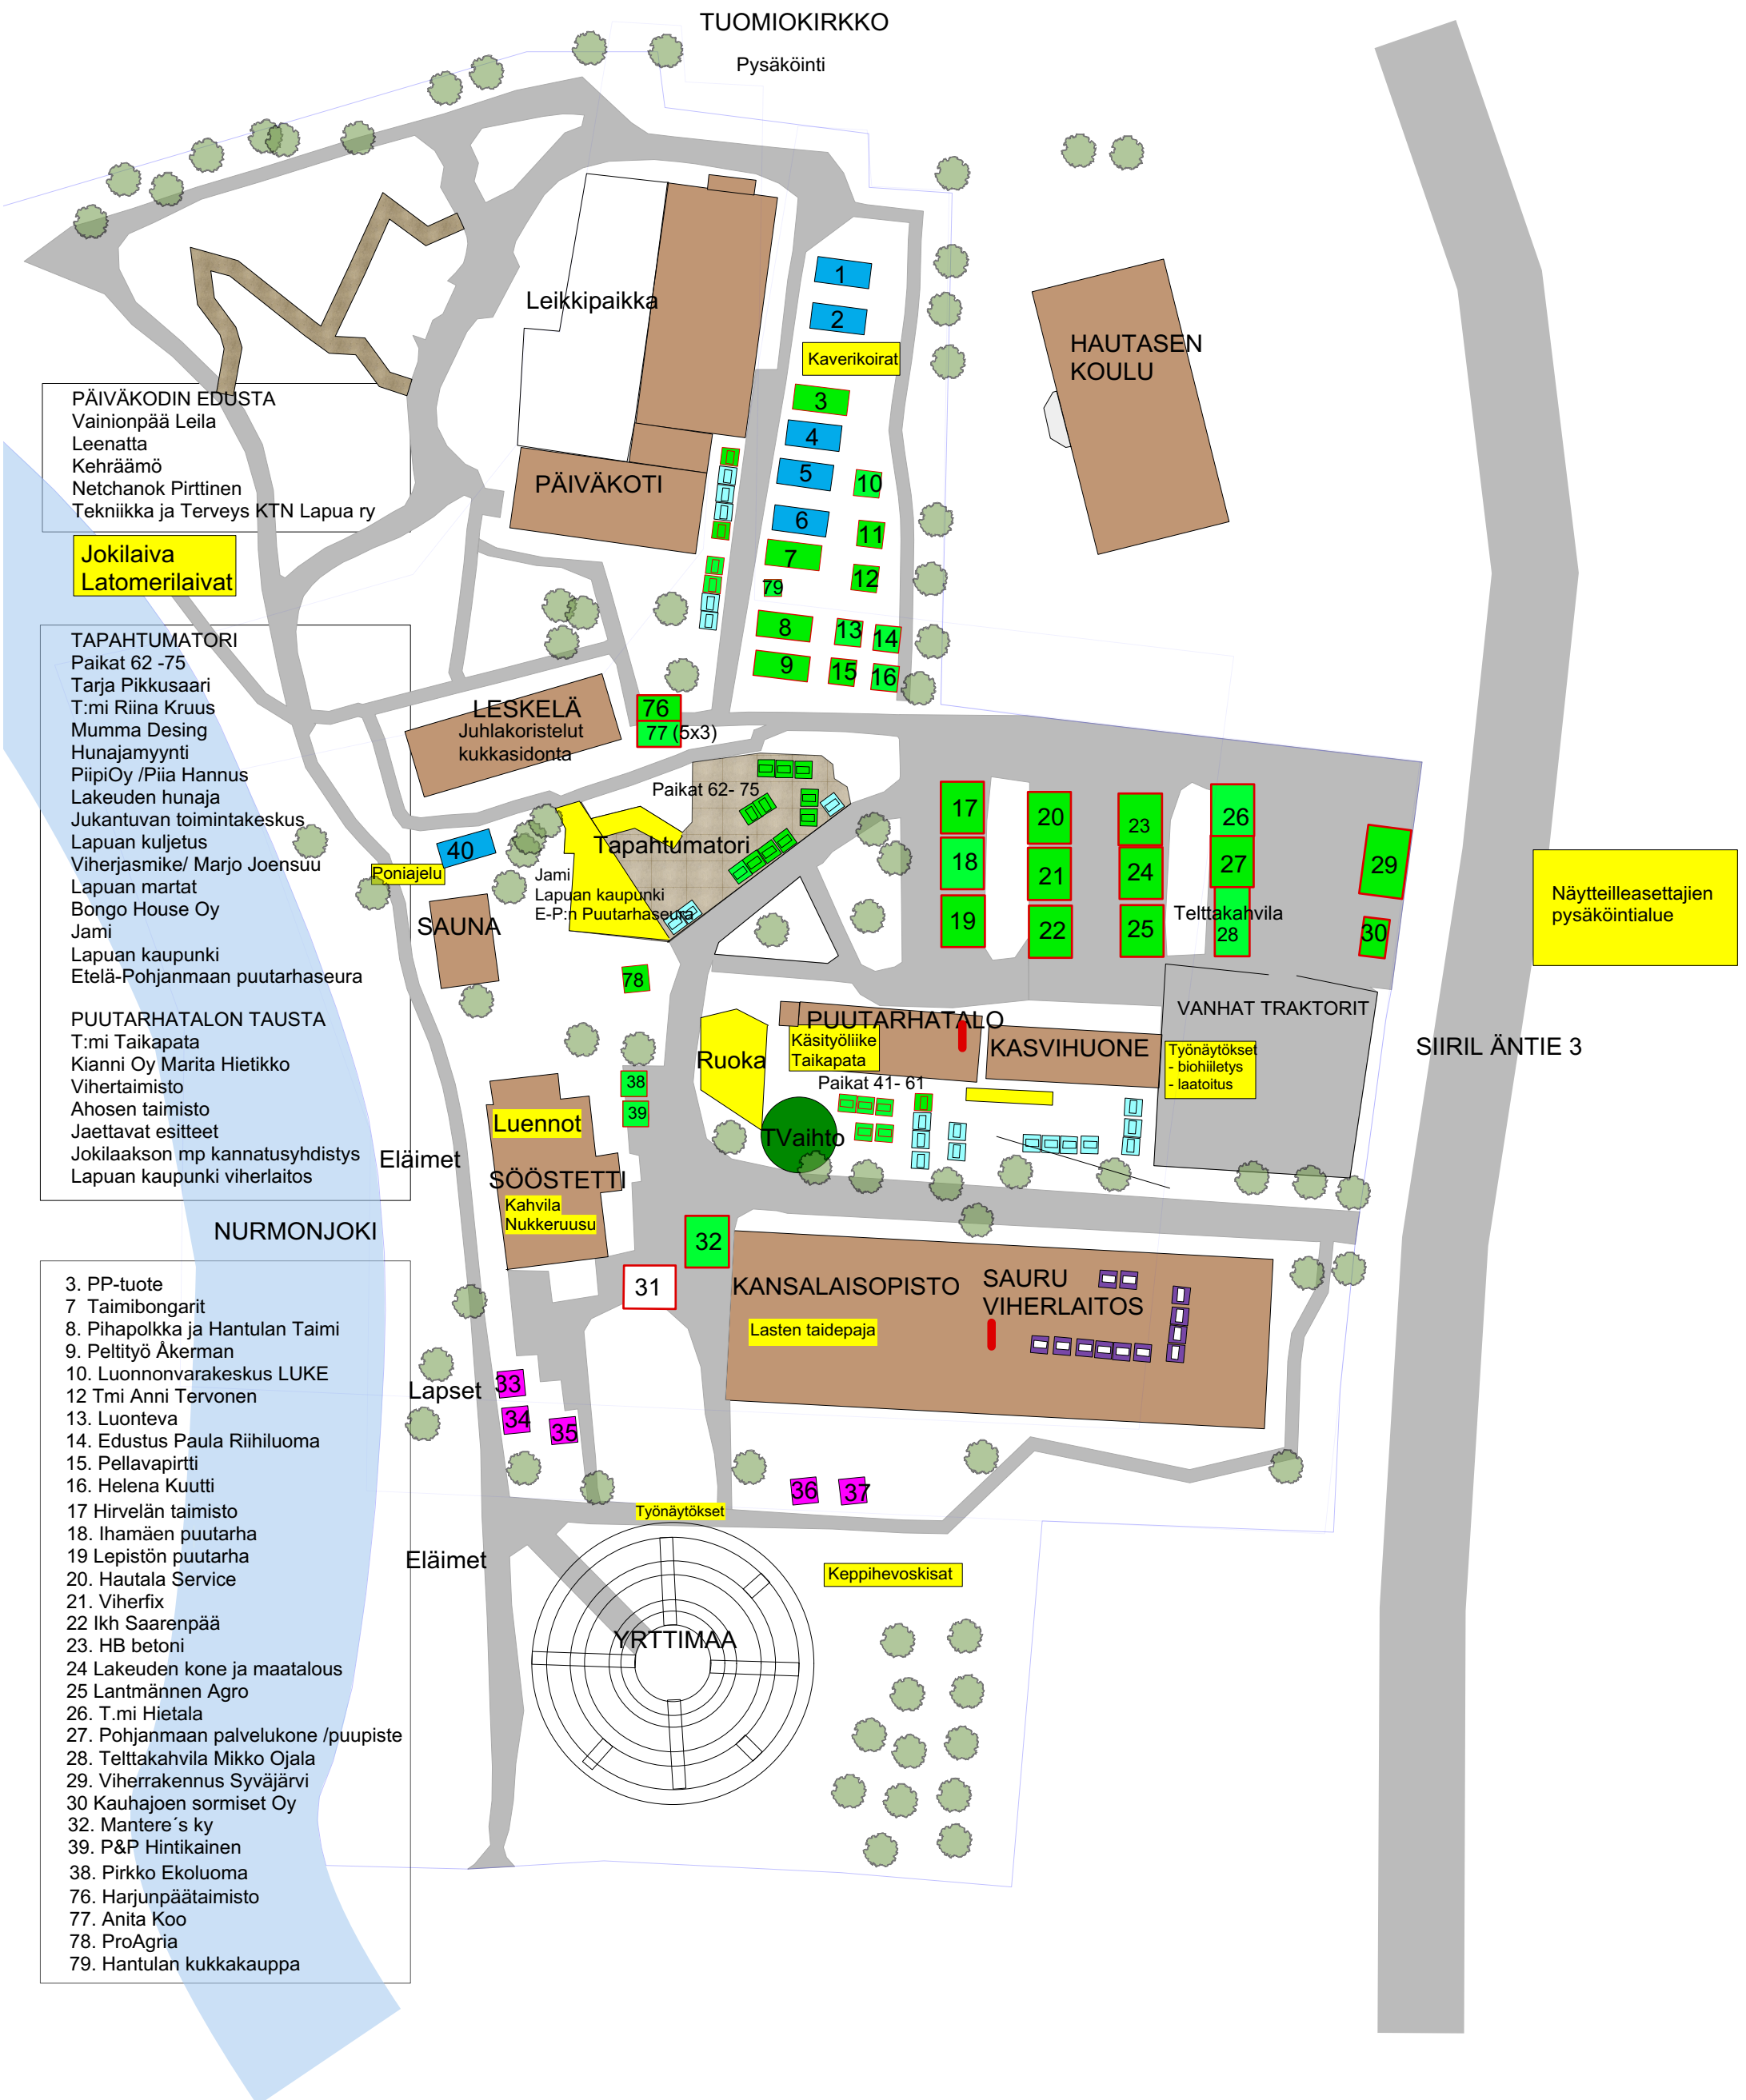 TUOMIOKIRKKO
Pysäköinti
1
2
Leikkipaikka
HAUTASEN
KOULU
Kaverikoirat
3
4
5
6
7
79
8
9
10
11
12
13
14
15
16
PÄIVÄKOTI
PÄIVÄKODIN EDUSTA
Vainionpää Leila
Leenatta
Kehräämö
Netchanok Pirttinen
Tekniikka ja Terveys KTN Lapua ry
Jokilaiva
Latomerilaivat
TAPAHTUMATORI
Paikat 62 -75
Tarja Pikkusaari
T:mi Riina Kruus
Mumma Desing
Hunajamyynti
PiipiOy /Piia Hannus
Lakeuden hunaja
Jukantuvan toimintakeskus
Lapuan kuljetus
Viherjasmike/ Marjo Joensuu
Lapuan martat
Bongo House Oy
Jami
Lapuan kaupunki
Etelä-Pohjanmaan puutarhaseura
PUUTARHATALON TAUSTA
T:mi Taikapata
Kianni Oy Marita Hietikko
Vihertaimisto
Ahosen taimisto
Jaettavat esitteet
Jokilaakson mp kannatusyhdistys
Lapuan kaupunki viherlaitos
LESKELÄ
Juhlakoristelut
kukkasidonta
76
77 (5x3)
Paikat 62- 75
Tapahtumatori
40
Poniajelu
Jami
Lapuan kaupunki
E-P:n Puutarhaseura
SAUNA
78
17
18
19
20
21
22
23
24
25
26
27
Telttakahvila
28
29
30
Näytteilleasettajien
pysäköintialue
VANHAT TRAKTORIT
PUUTARHATALO
Käsityöliike
Taikapata
KASVIHUONE
Työnäytökset
- biohiiletys
- laatoitus
SIIRIL ÄNTIE 3
Ruoka
Paikat 41- 61
TVaihto
38
39
Luennot
Eläimet
SÖÖSTETTI
Kahvila
Nukkeruusu
NURMONJOKI
32
31
KANSALAISOPISTO
SAURU
VIHERLAITOS
Lasten taidepaja
Lapset
33
34
35
36
37
Työnäytökset
Eläimet
Keppihevoskisat
YRTTIMAA
3. PP-tuote
7 Taimibongarit
8. Pihapolkka ja Hantulan Taimi
9. Peltityö Åkerman
10. Luonnonvarakeskus LUKE
12 Tmi Anni Tervonen
13. Luonteva
14. Edustus Paula Riihiluoma
15. Pellavapirtti
16. Helena Kuutti
17 Hirvelän taimisto
18. Ihamäen puutarha
19 Lepistön puutarha
20. Hautala Service
21. Viherfix
22 Ikh Saarenpää
23. HB betoni
24 Lakeuden kone ja maatalous
25 Lantmännen Agro
26. T.mi Hietala
27. Pohjanmaan palvelukone /puupiste
28. Telttakahvila Mikko Ojala
29. Viherrakennus Syväjärvi
30 Kauhajoen sormiset Oy
32. Mantere´s ky
39. P&P Hintikainen
38. Pirkko Ekoluoma
76. Harjunpäätaimisto
77. Anita Koo
78. ProAgria
79. Hantulan kukkakauppa